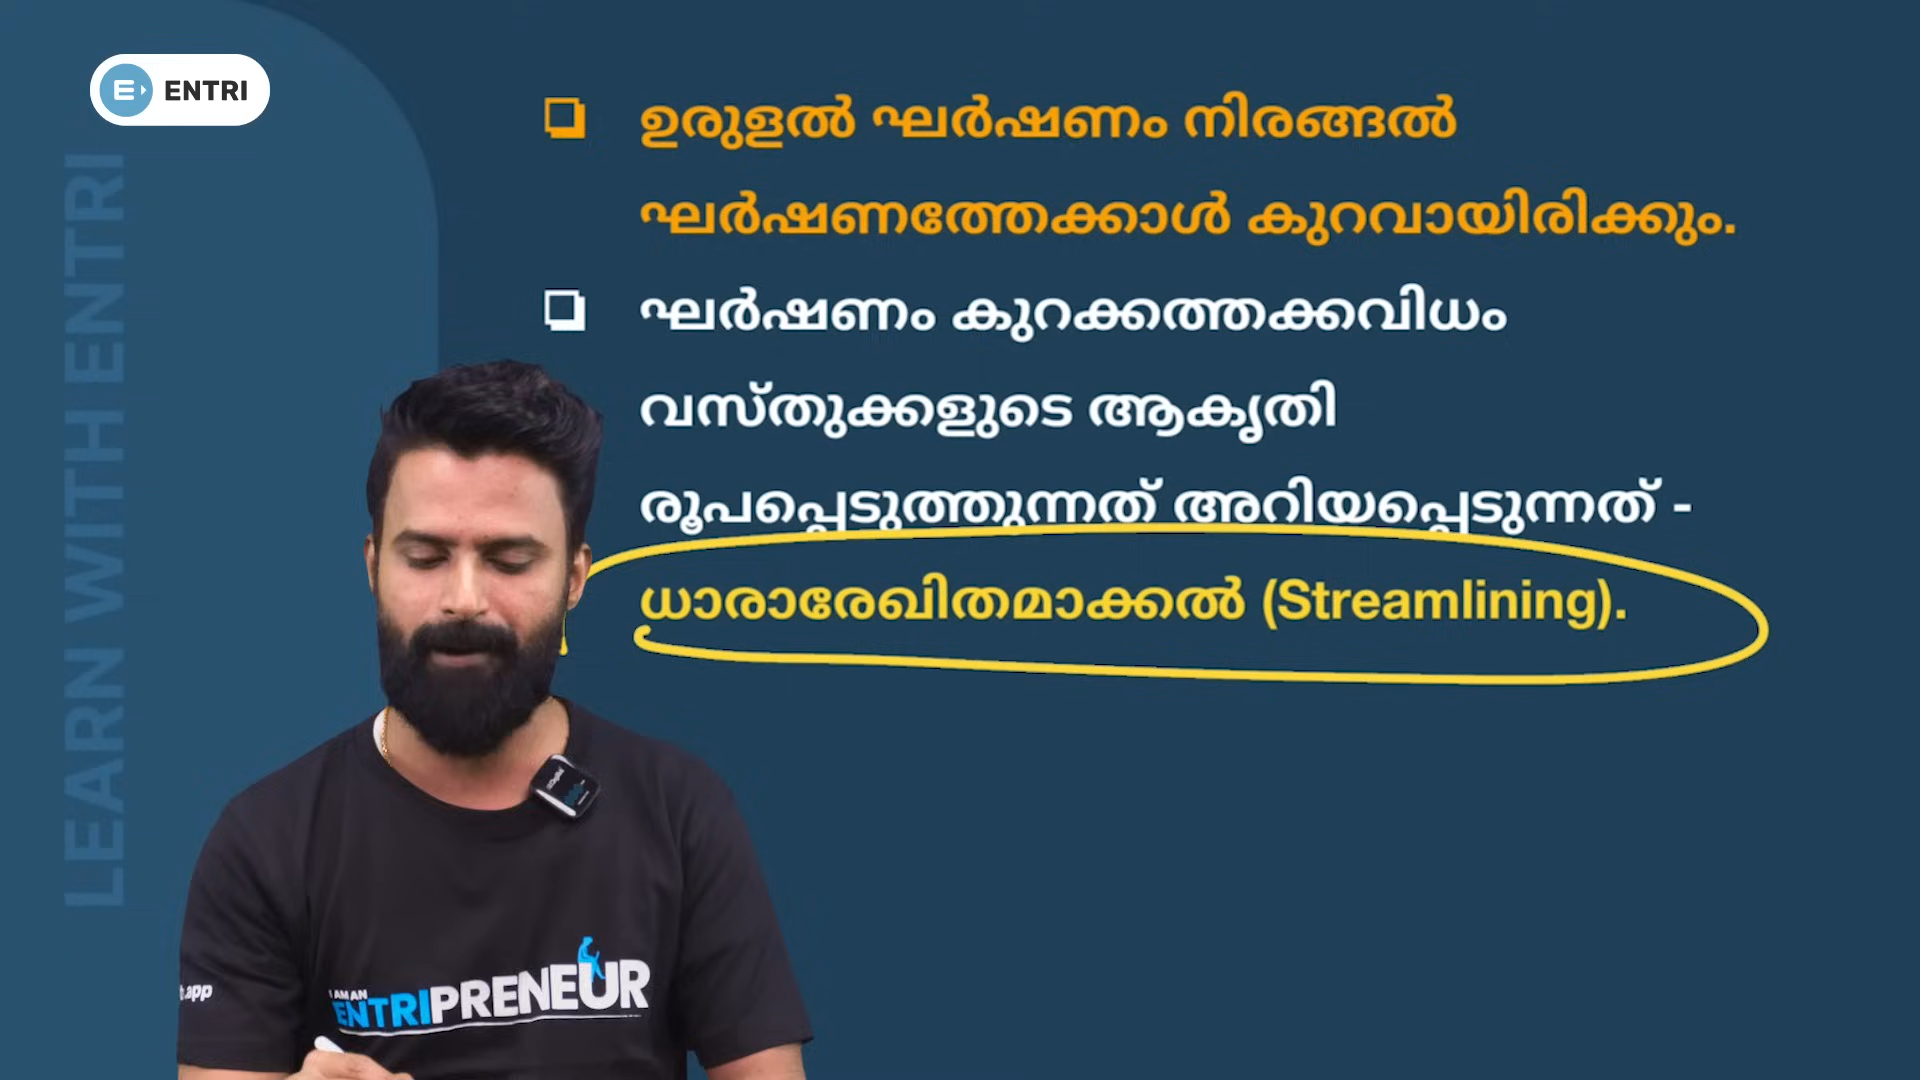 ENTRI
LEARN WITH ENTRI
ഉരുളൽ ഘർഷണം നിരങ്ങൽ
ഘർഷണത്തേക്കാൾ കുറവായിരിക്കും.
ഘർഷണം കുറക്കത്തക്കവിധം
വസ്തുക്കളുടെ ആകൃതി
രൂപപ്പെടുത്തുന്നത് അറിയപ്പെടുന്നത് -
ധാരാരേഖിതമാക്കൽ (Streamlining).
I AM AN
ENTRIPRENEUR
.app